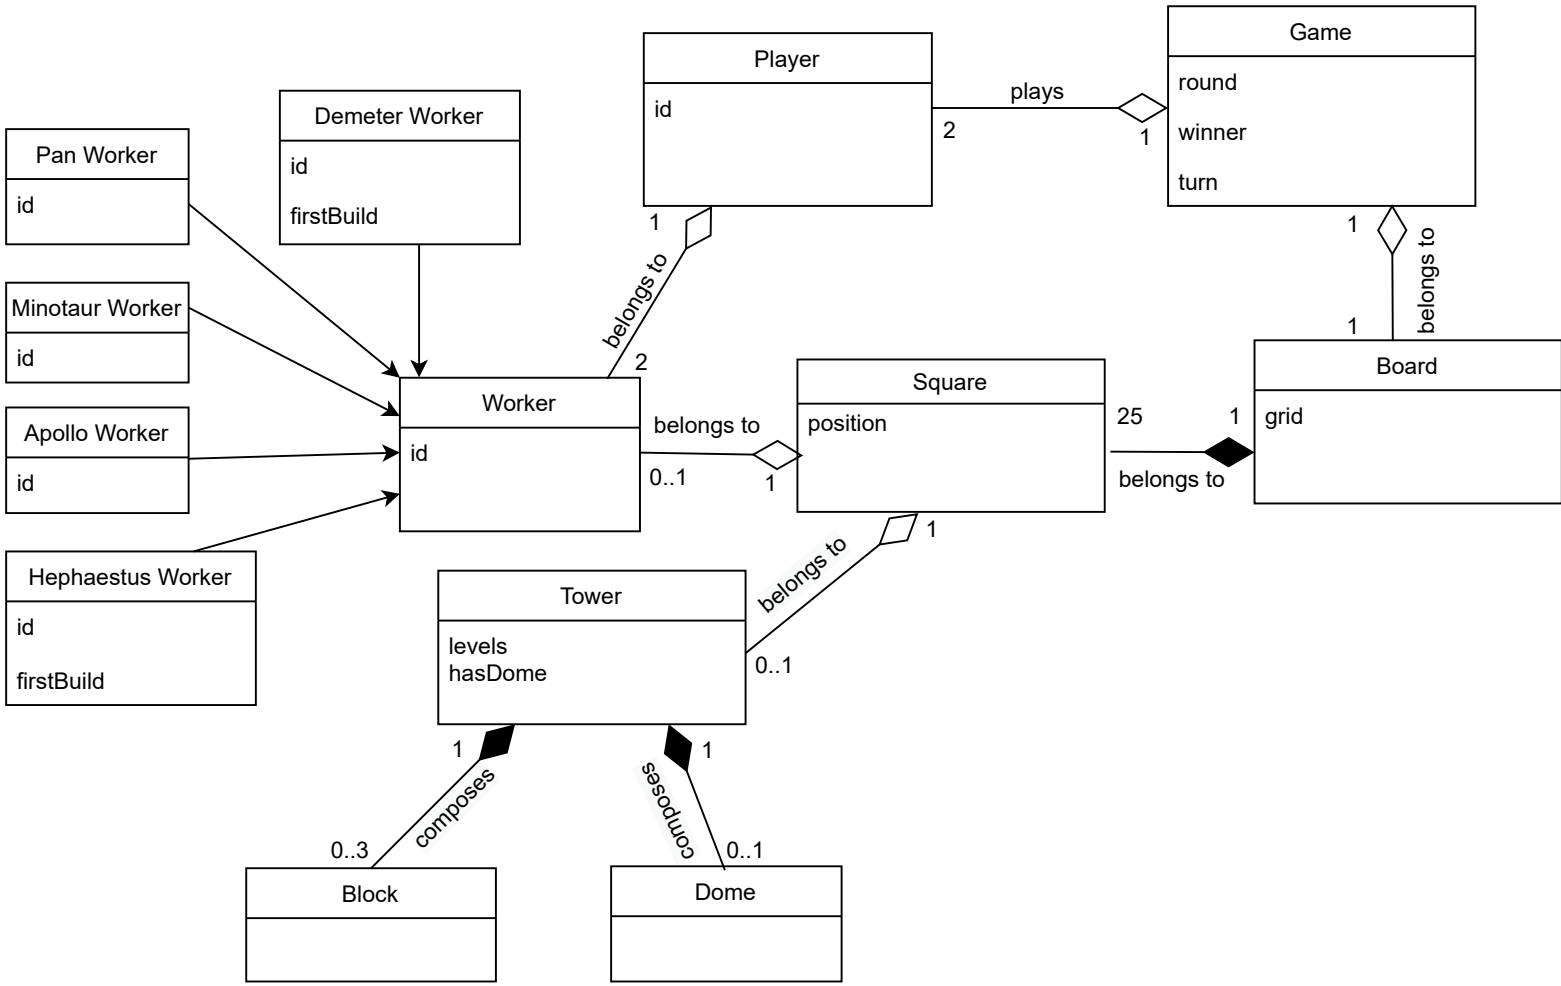 Game
round
winner
turn
Player
id
plays
2
1
Demeter Worker
id
firstBuild
Pan Worker
id
Minotaur Worker
id
Apollo Worker
id
Hephaestus Worker
id
firstBuild
1
belongs to
2
1
belongs to
1
Worker
id
belongs to
0..1
1
Square
position
25
1
belongs to
Board
grid
1
belongs to
0..1
Tower
levels
hasDome
1
composes
0..3
1
composes
0..1
Block
Dome